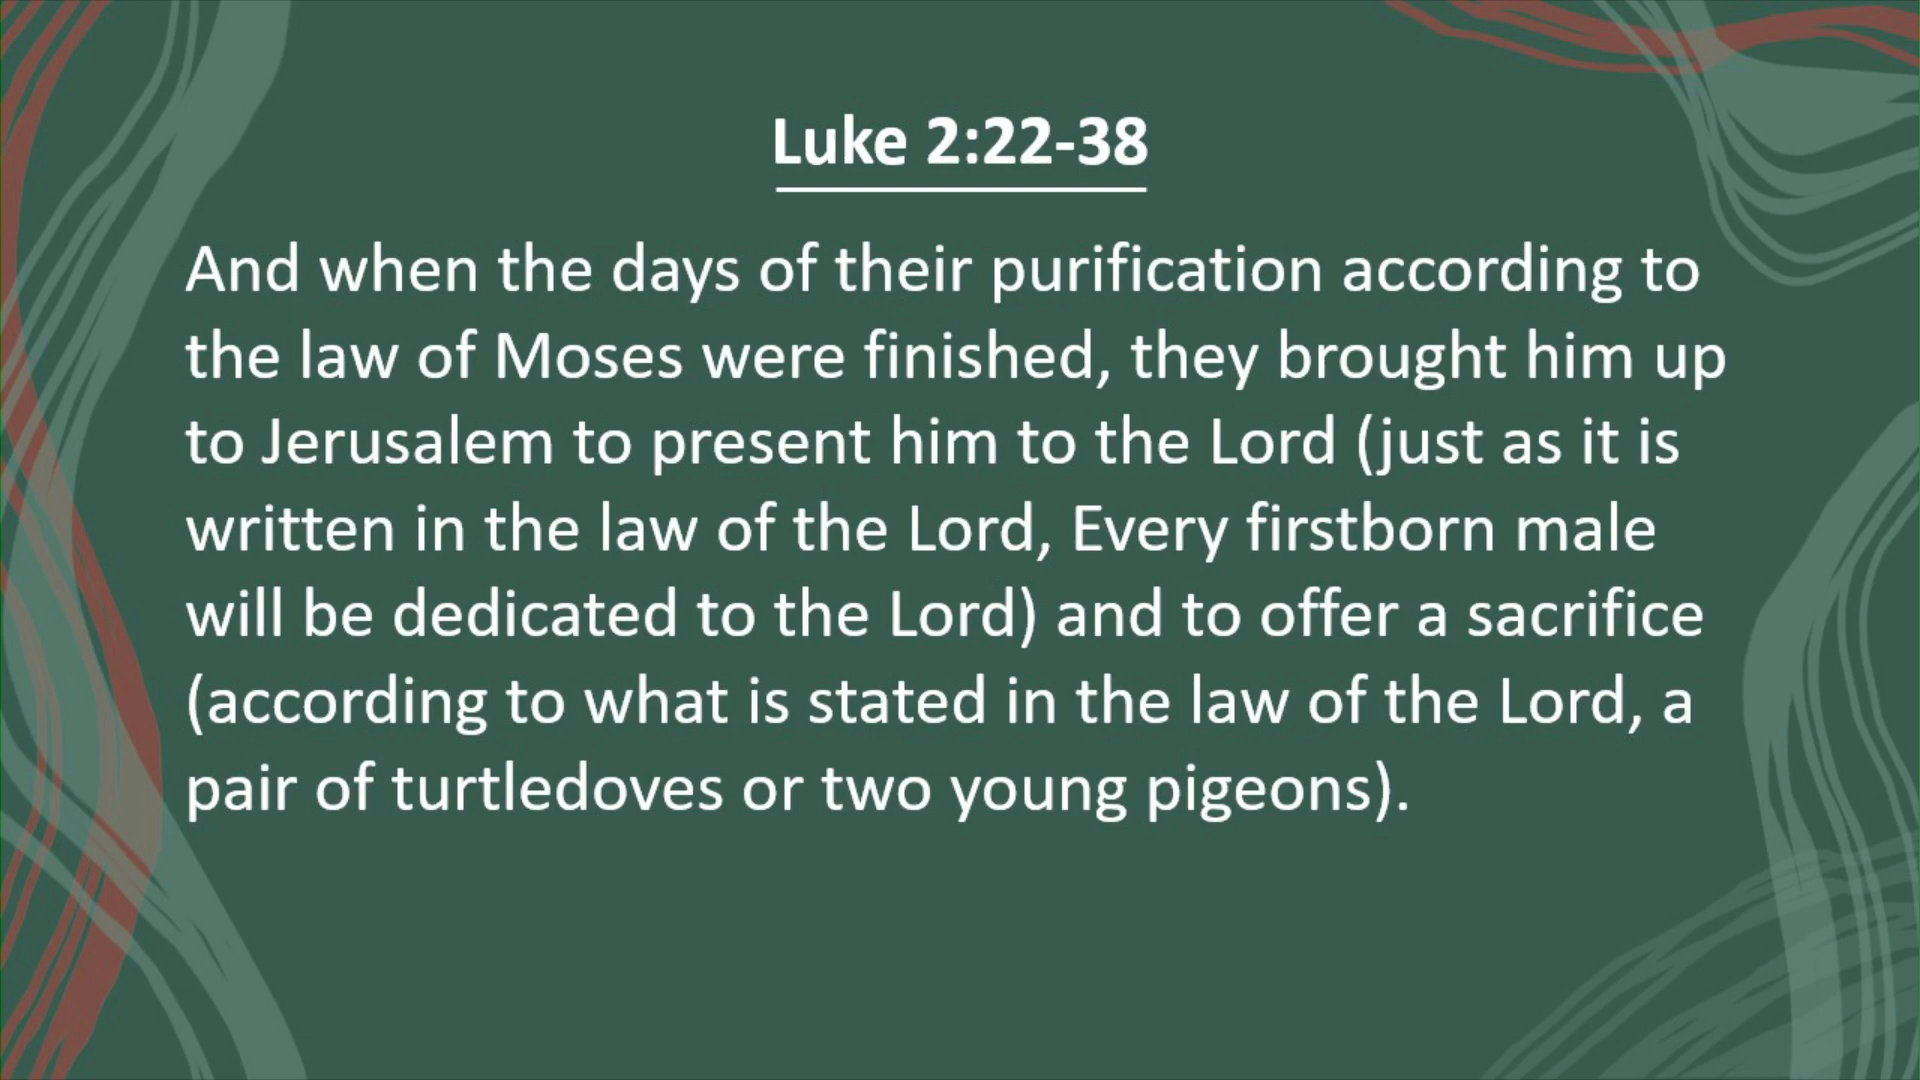 Luke 2:22-38
And when the days of their purification according to
the law of Moses were finished, they brought him up
to Jerusalem to present him to the Lord (just as it is
written in the law of the Lord, Every firstborn male
will be dedicated to the Lord) and to offer a sacrifice
(according to what is stated in the law of the Lord, a
pair of turtledoves or two young pigeons).